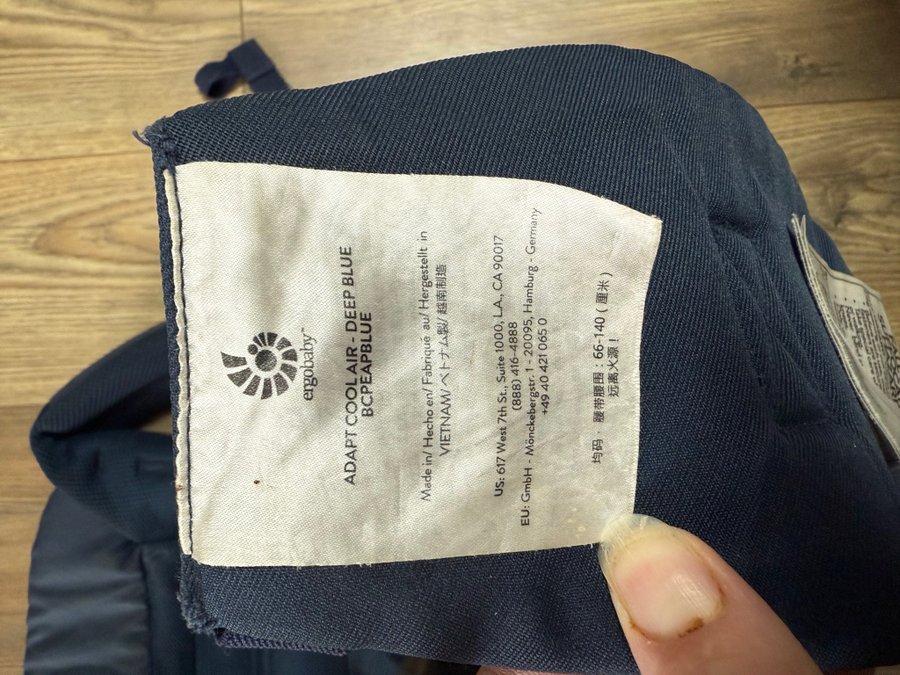 ergobaby™
ADAPT COOL AIR - DEEP BLUE
BCPEAPBLUE
Made in/ Hecho en/ Fabriqué au/ Hergestellt in
VIETNAM/ ベトナム製/ 越南制造
US: 617 West 7th St., Suite 1000, L.A., CA 90017
(888) 416-4888
EU: GmbH - Mönckebergstr. 1 - 20095, Hamburg - Germany
+49 40 421 065 0
均码 · 腰带腰围：66-140（厘米）
远离火源！